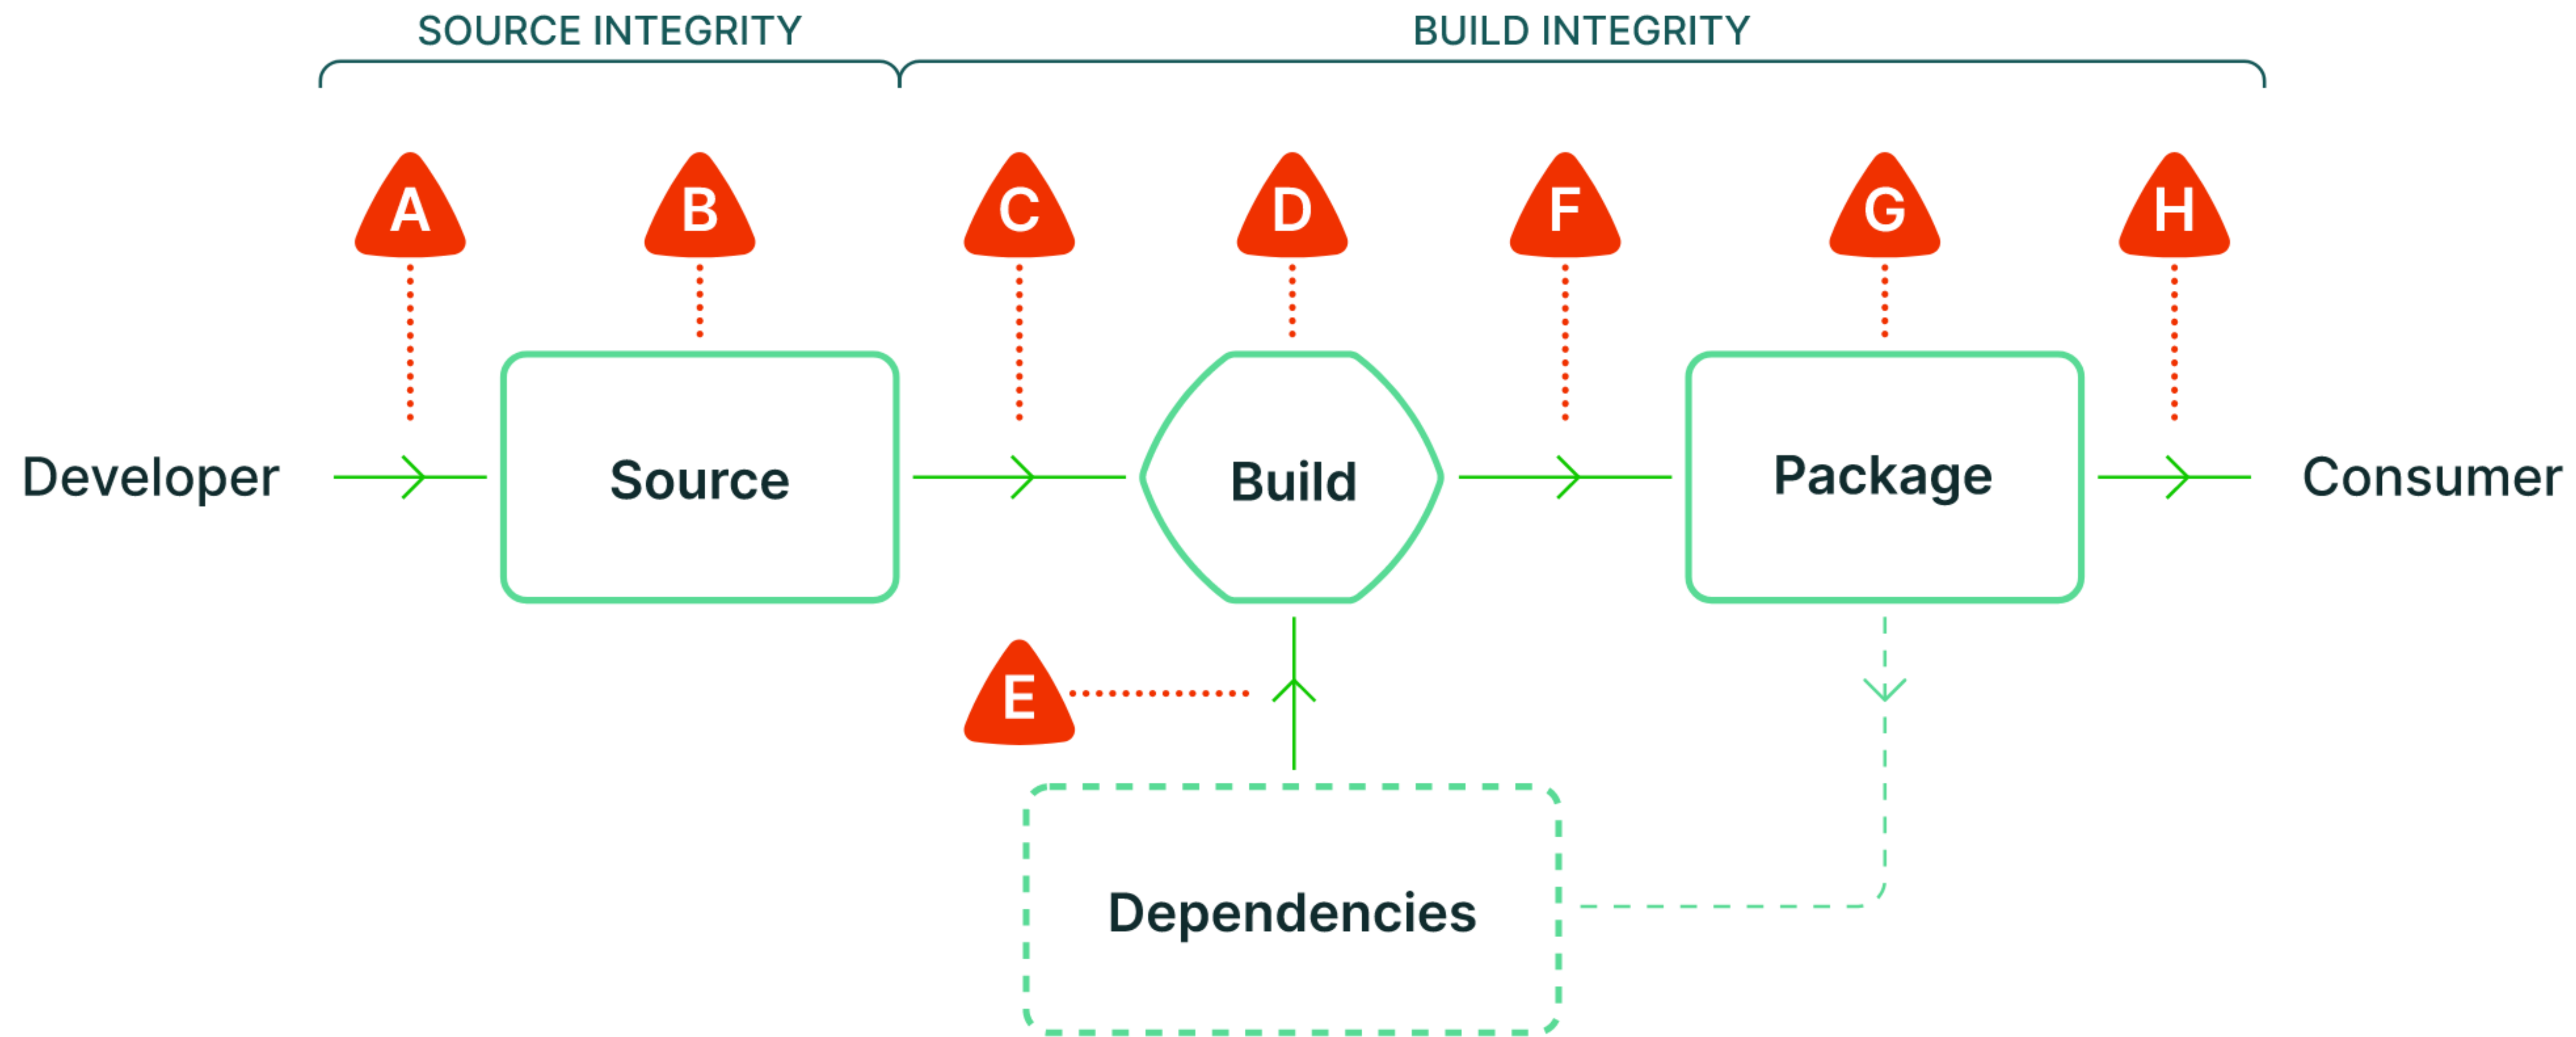 SOURCE INTEGRITY
BUILD INTEGRITY
A
B
C
D
F
G
H
Developer
Source
Build
Package
Consumer
E
Dependencies